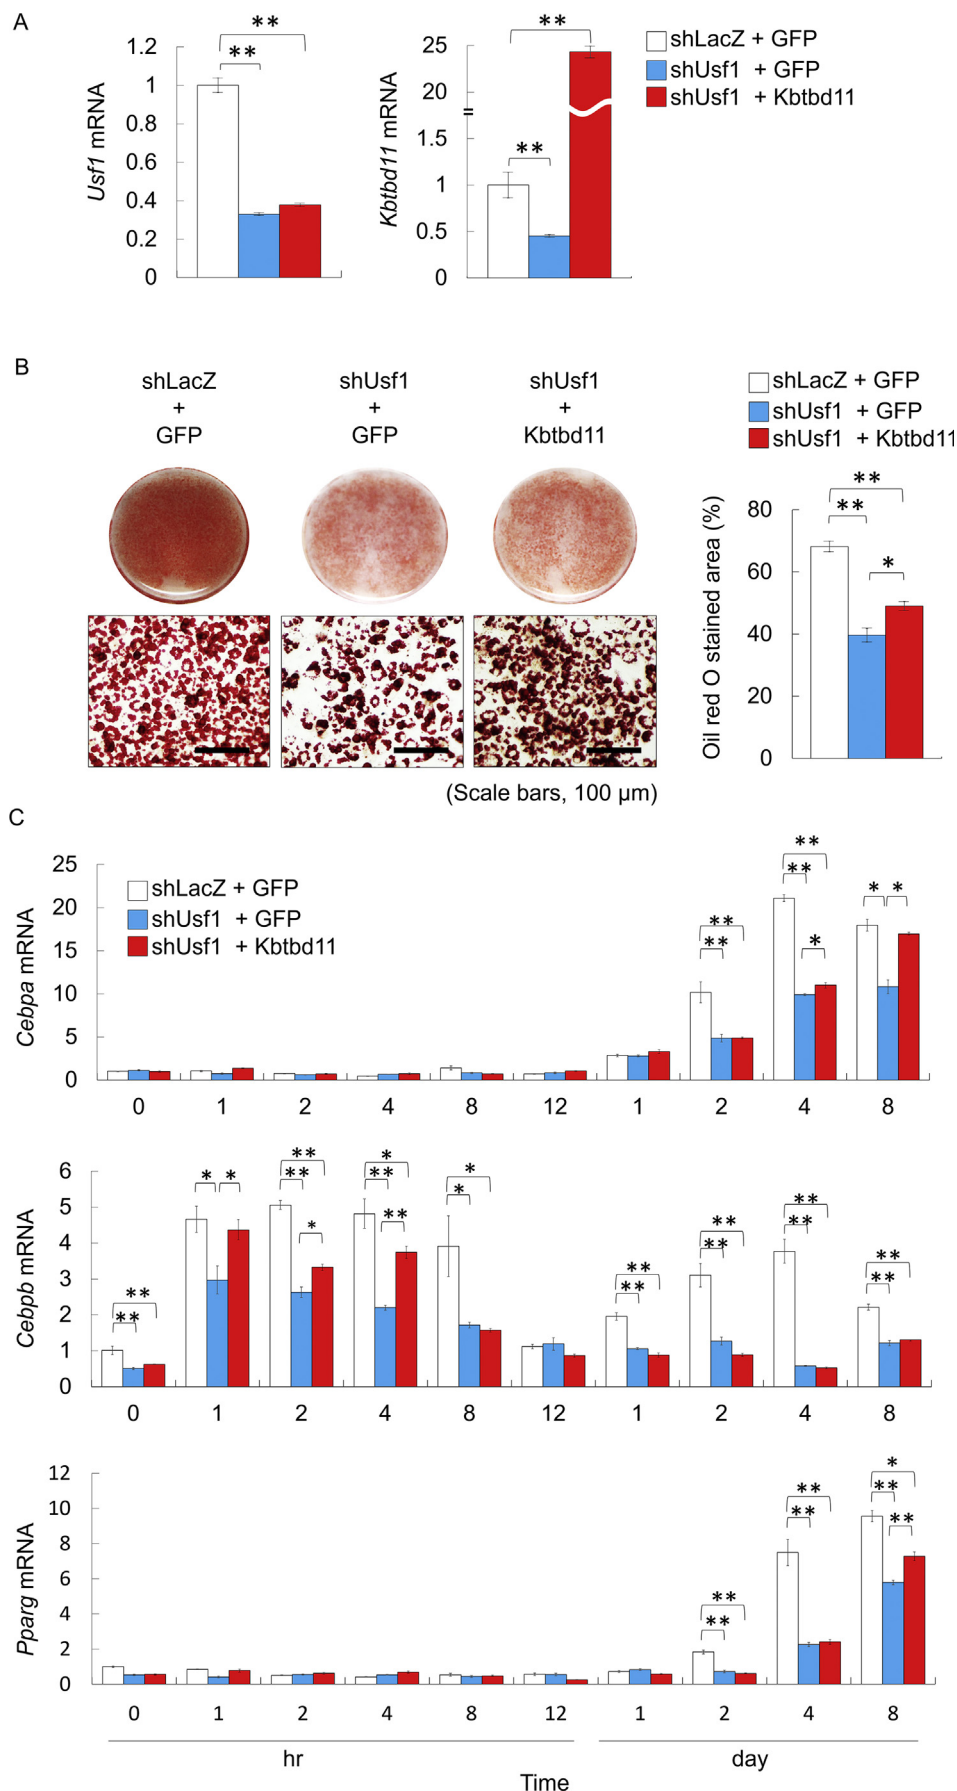 A
Usf1 mRNA
1.2
1
0.8
0.6
0.4
0.2
0
**
**
Kbtbd11 mRNA
25
20
=
1.5
1
0.5
0
**
**
shLacZ + GFP
shUsf1 + GFP
shUsf1 + Kbtbd11
B
shLacZ
+
GFP
shUsf1
+
GFP
shUsf1
+
Kbtbd11
(Scale bars, 100 µm)
shLacZ + GFP
shUsf1 + GFP
shUsf1 + Kbtbd11
Oil red O stained area (%)
80
60
40
20
0
**
**
*
C
Cebpa mRNA
25
20
15
10
5
0
shLacZ + GFP
shUsf1 + GFP
shUsf1 + Kbtbd11
**
**
**
**
*
* *
0 1 2 4 8 12 1 2 4 8
Cebpb mRNA
6
5
4
3
2
1
0
**
**
* *
**
**
*
*
**
**
*
*
**
**
**
**
**
**
**
**
0 1 2 4 8 12 1 2 4 8
Pparg mRNA
12
10
8
6
4
2
0
**
**
**
**
*
**
**
0 1 2 4 8 12 1 2 4 8
hr day
Time